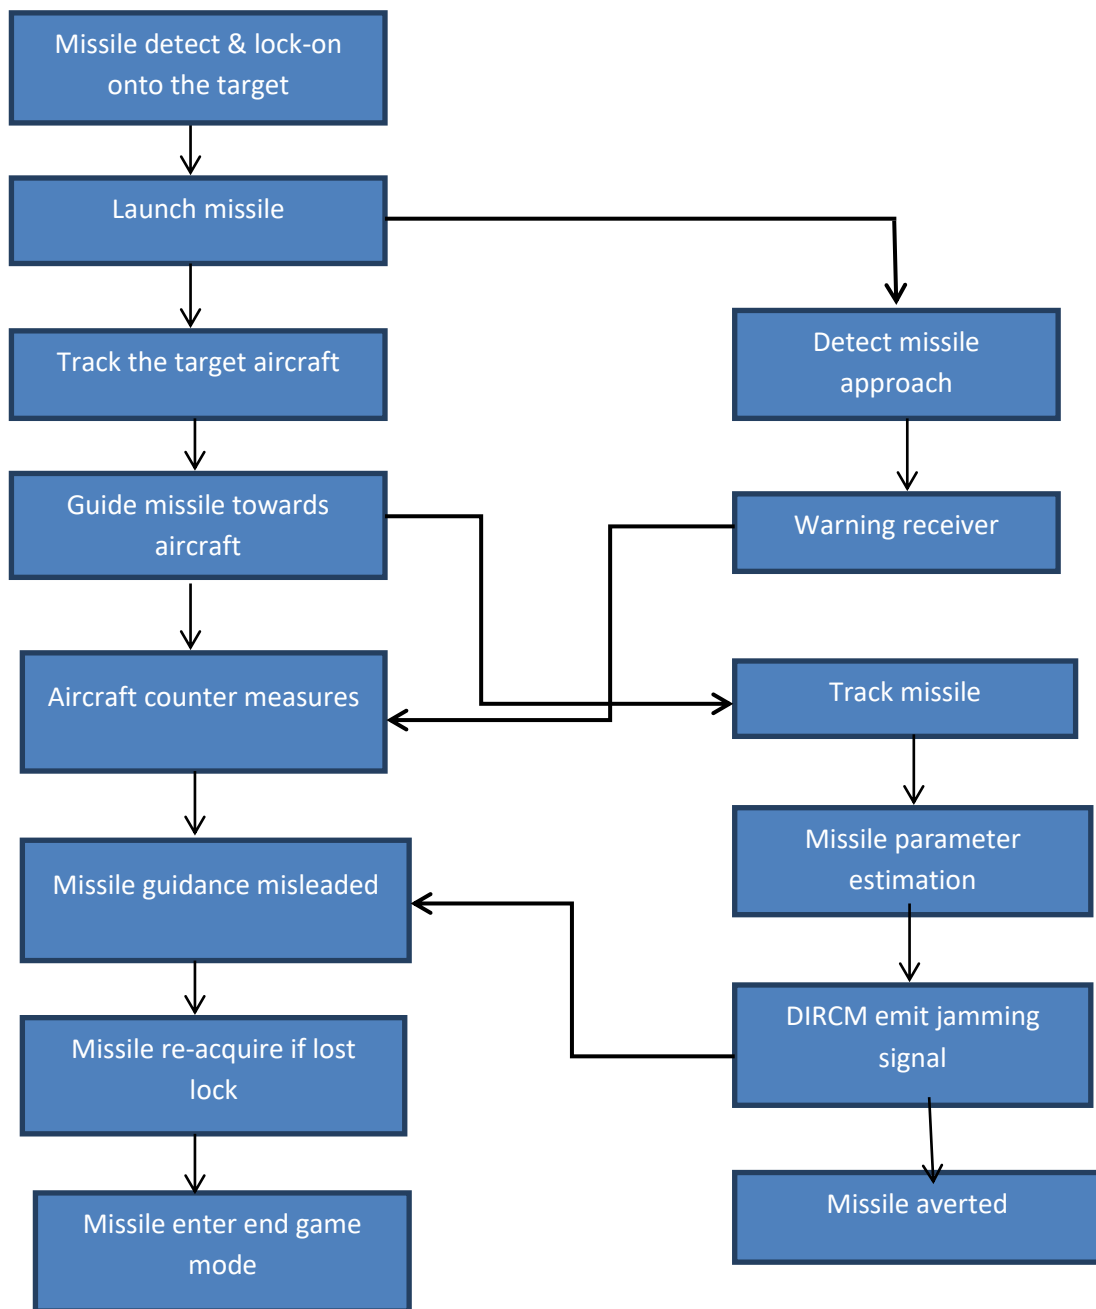 Missile detect & lock-on
onto the target
Launch missile
Track the target aircraft
Guide missile towards
aircraft
Aircraft counter measures
Missile guidance misleaded
Missile re-acquire if lost
lock
Missile enter end game
mode
Detect missile
approach
Warning receiver
Track missile
Missile parameter
estimation
DIRCM emit jamming
signal
Missile averted